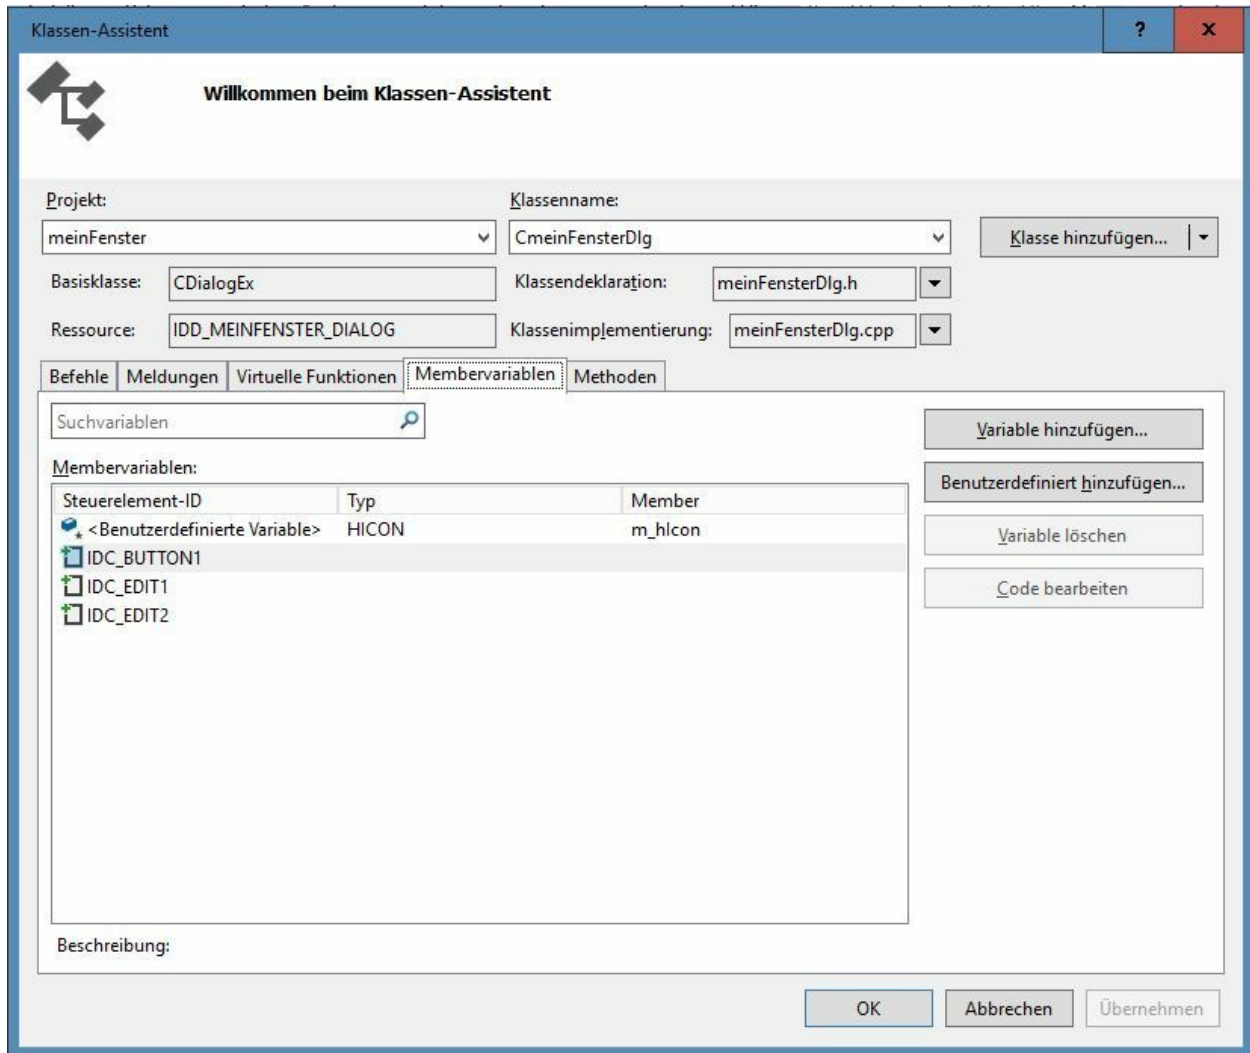 Klassen-Assistent
? x
Willkommen beim Klassen-Assistent
Projekt: Klassenname:
meinFenster CmeinFensterDlg Klasse hinzufügen...
Basisklasse: CDialogEx Klassendeklaration: meinFensterDlg.h
Ressource: IDD_MEINFENSTER_DIALOG Klassenimplementierung: meinFensterDlg.cpp
Befehle Meldungen Virtuelle Funktionen Membervariablen Methoden
Suchvariablen Variable hinzufügen...
Membervariablen:
Benutzerdefiniert hinzufügen...
Steuerelement-ID Typ Member
<Benutzerdefinierte Variable> HICON m_hIcon
Variable löschen
IDC_BUTTON1
IDC_EDIT1 Code bearbeiten
IDC_EDIT2
Beschreibung:
OK Abbrechen Übernehmen